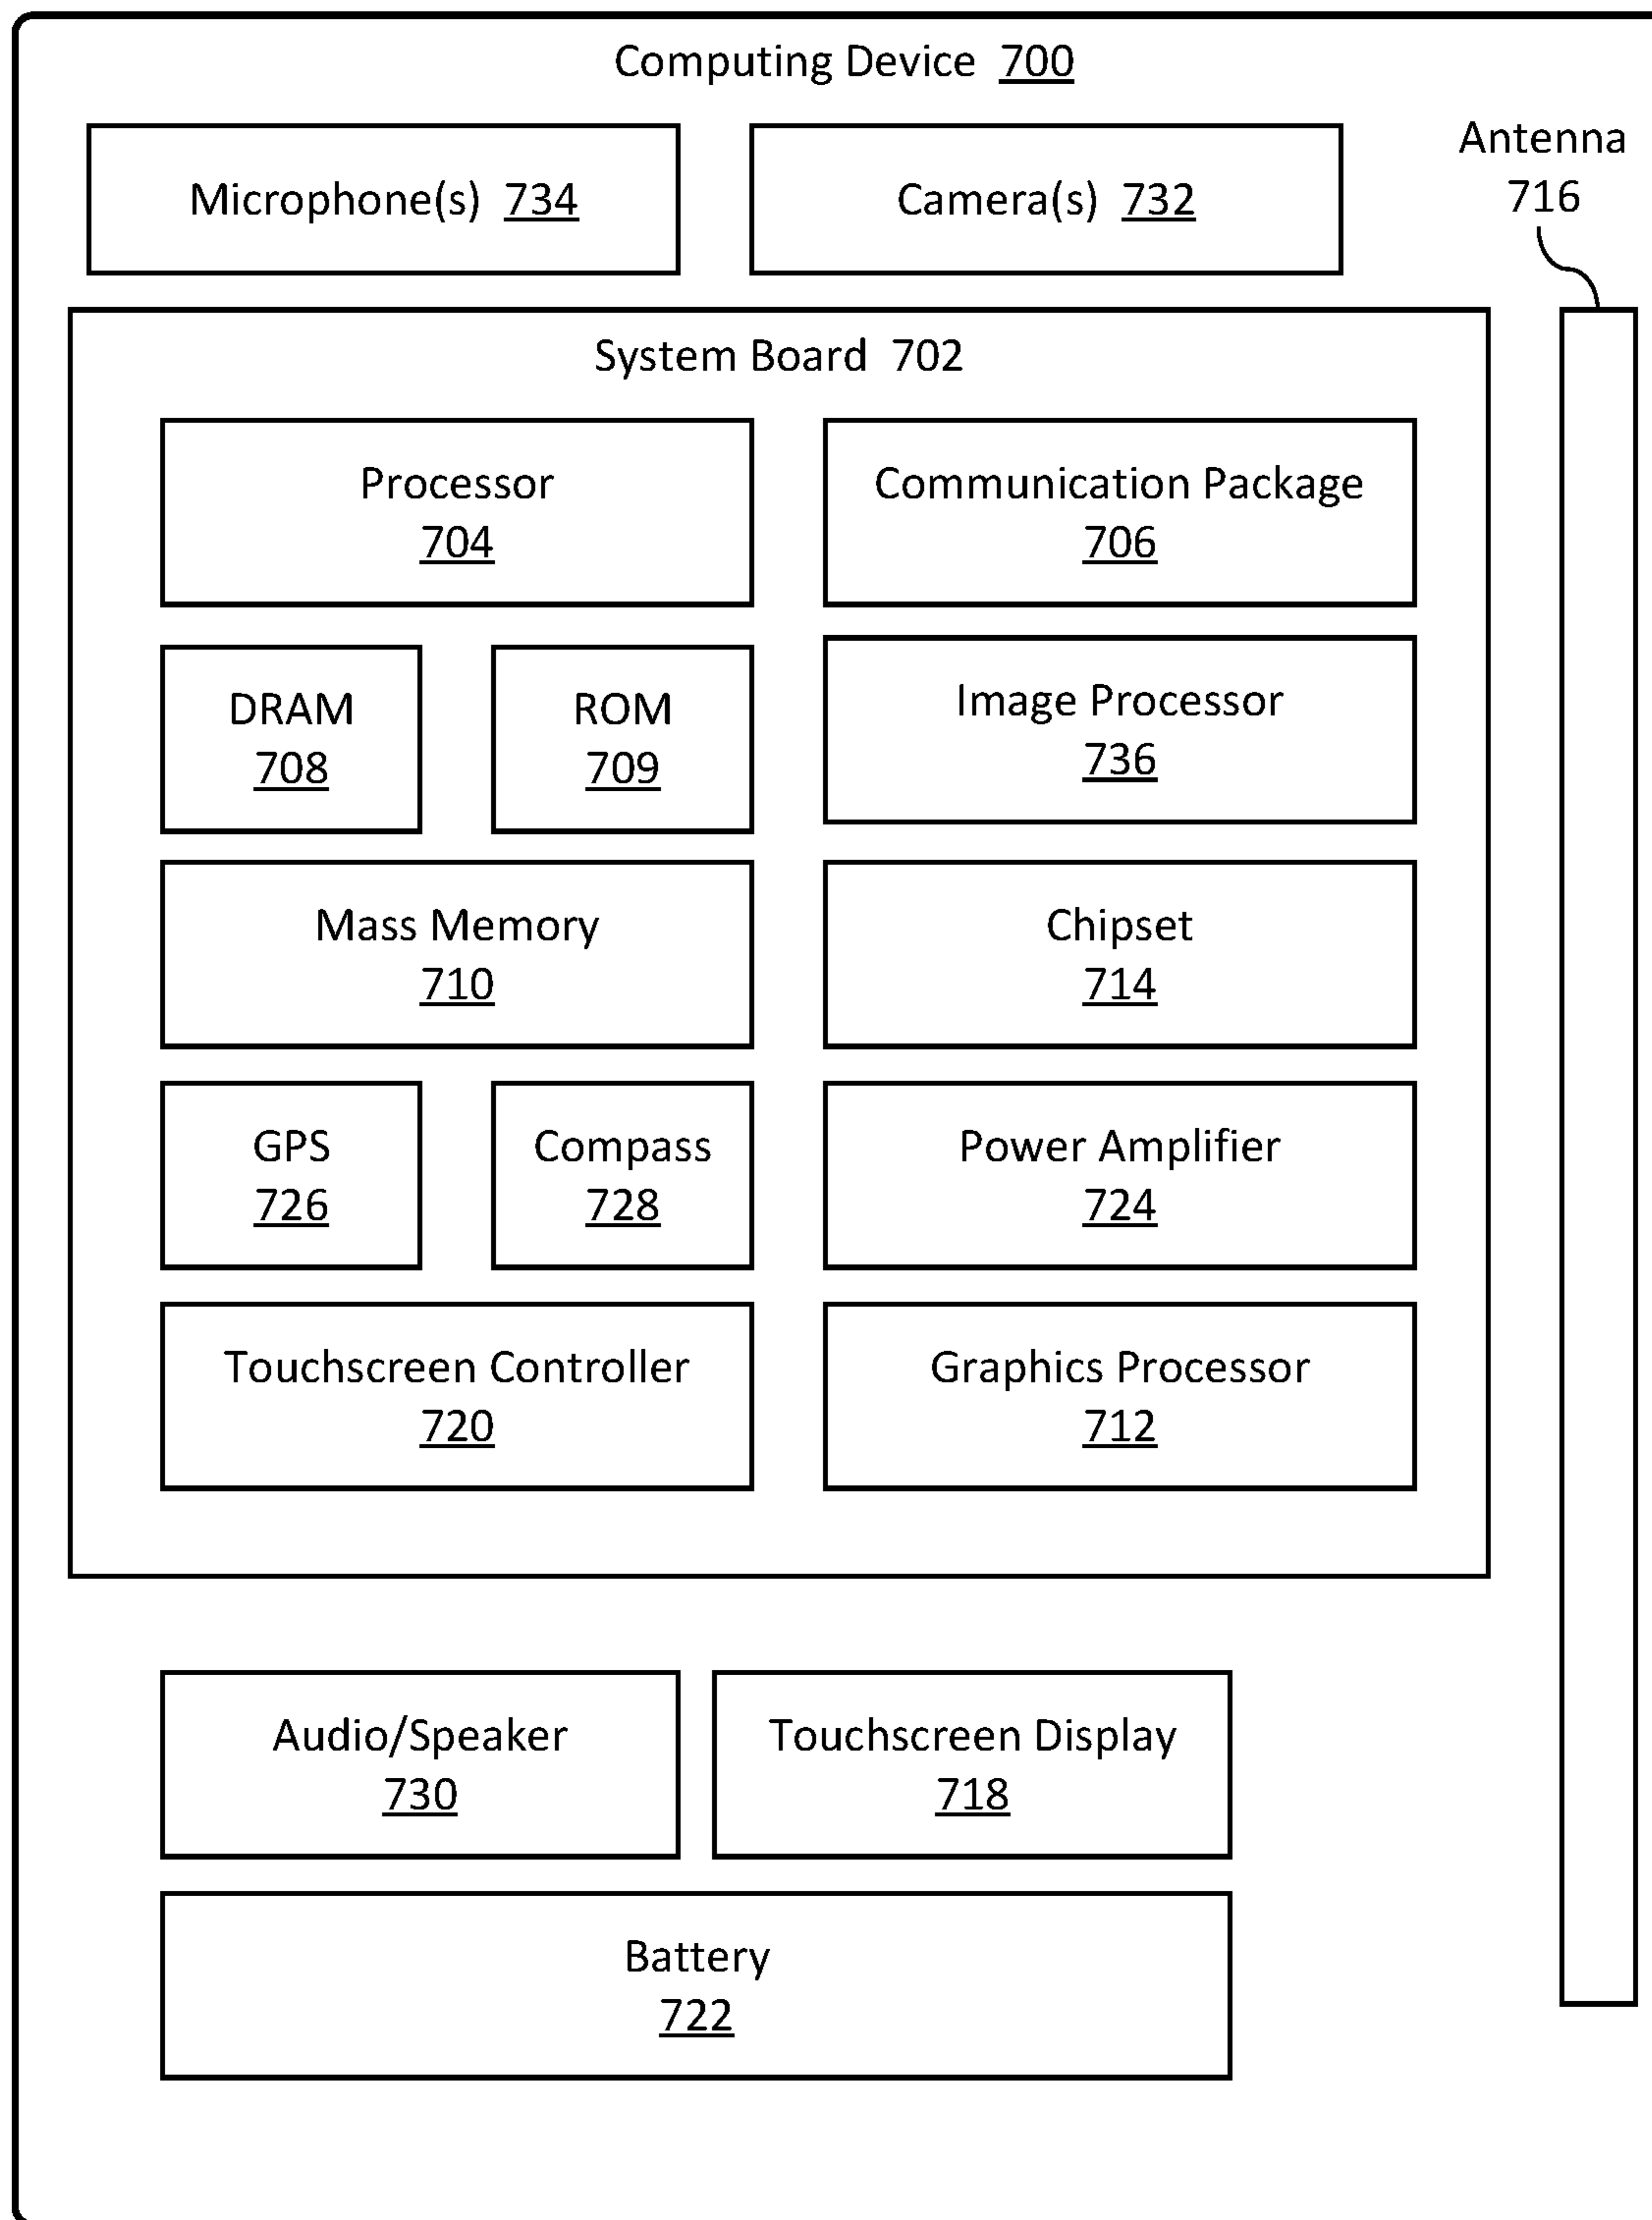 Computing Device 700
Microphone(s) 734
Camera(s) 732
Antenna
716
System Board 702
Processor
704
Communication Package
706
DRAM
708
ROM
709
Image Processor
736
Mass Memory
710
Chipset
714
GPS
726
Compass
728
Power Amplifier
724
Touchscreen Controller
720
Graphics Processor
712
Audio/Speaker
730
Touchscreen Display
718
Battery
722